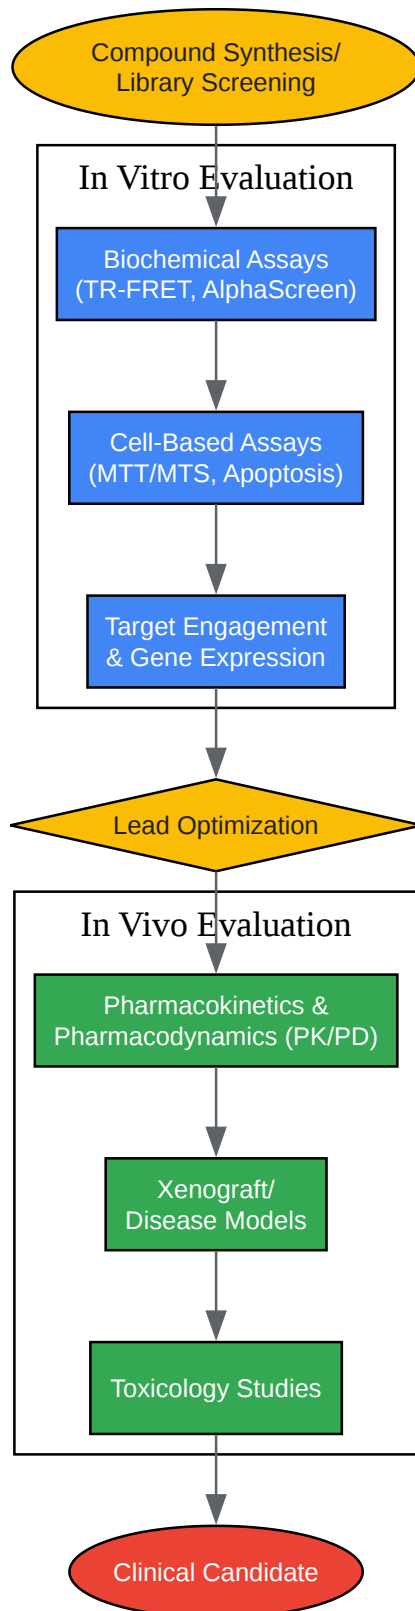 Compound Synthesis/
Library Screening
In Vitro Evaluation
Biochemical Assays
(TR-FRET, AlphaScreen)
Cell-Based Assays
(MTT/MTS, Apoptosis)
Target Engagement
& Gene Expression
Lead Optimization
In Vivo Evaluation
Pharmacokinetics &
Pharmacodynamics (PK/PD)
Xenograft/
Disease Models
Toxicology Studies
Clinical Candidate